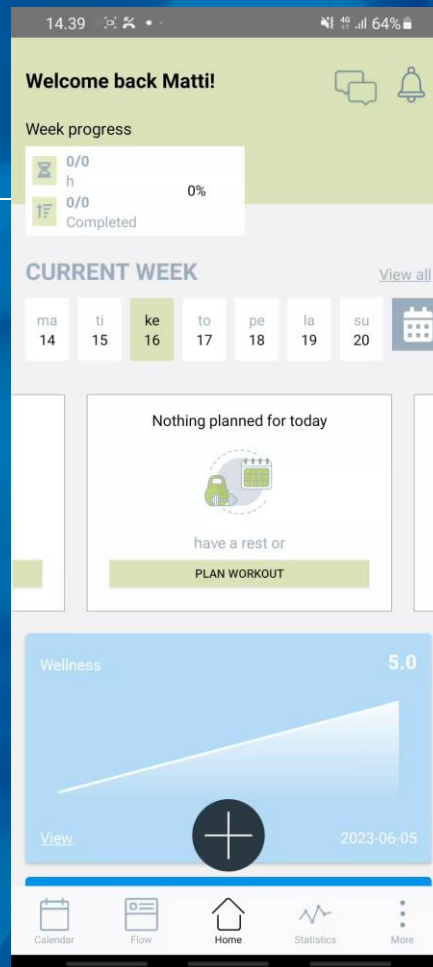 14.39 4G 64%
Welcome back Matti!
Week progress
0/0
h
0%
0/0
Completed
CURRENT WEEK View all
ma ti ke to pe la su
14 15 16 17 18 19 20
Nothing planned for today
have a rest or
PLAN WORKOUT
Wellness 5.0
View 2023-06-05
Calendar Flow Home Statistics More